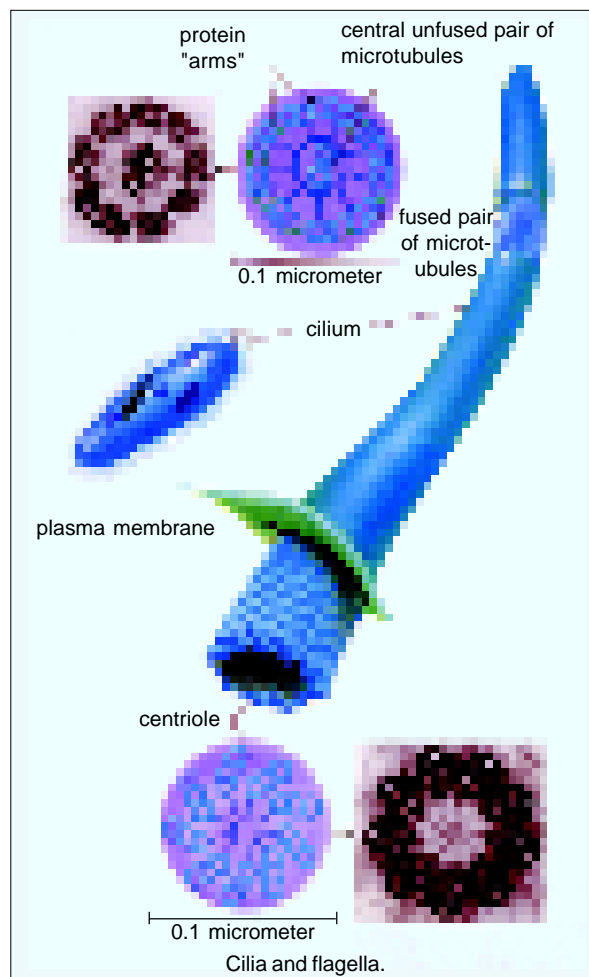 protein
"arms"
central unfused pair of
microtubules
fused pair
of microt-
ubules
0.1 micrometer
cilium
plasma membrane
centriole
0.1 micrometer
Cilia and flagella.